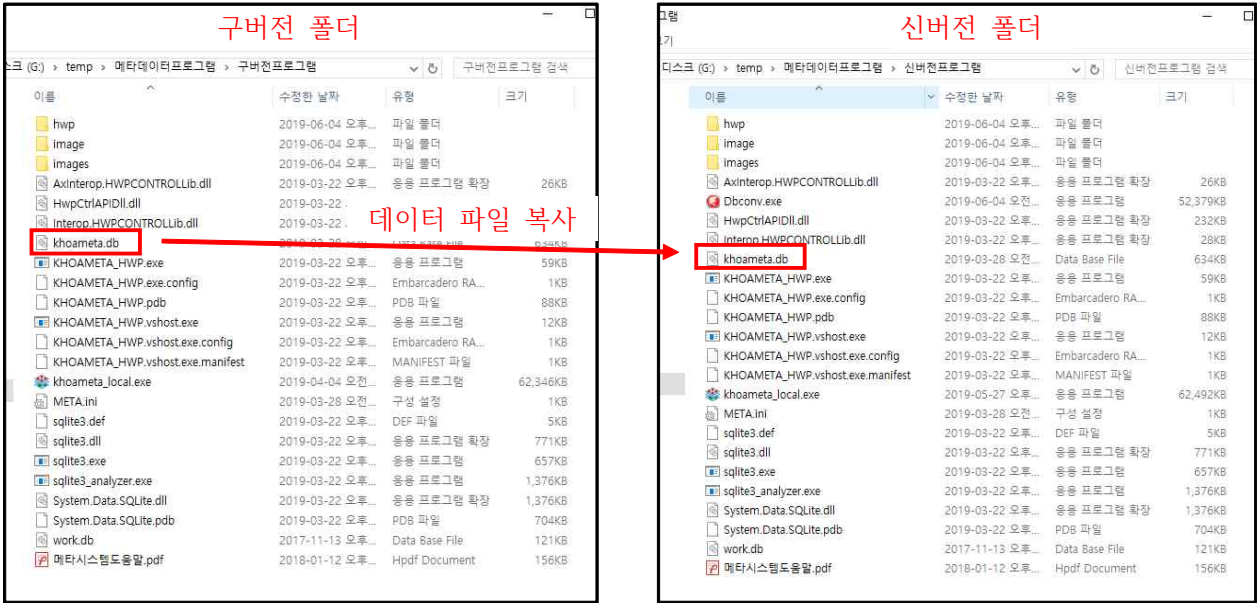 구버전 폴더
스크 (G:) › temp › 메타데이터프로그램 › 구버전프로그램 구버전프로그램 검색
이름 수정한 날짜 유형 크기
hwp 2019-06-04 오후... 파일 폴더
image 2019-06-04 오후... 파일 폴더
images 2019-06-04 오후... 파일 폴더
AxInterop.HWPCONTROLLib.dll 2019-03-22 오후... 응용 프로그램 확장 26KB
HwpCtrlAPIDll.dll 2019-03-22
Interop.HWPCONTROLLib.dll 2019-03-22
khoameta.db
KHOAMETA_HWP.exe 2019-03-22 오후... 응용 프로그램 59KB
KHOAMETA_HWP.exe.config 2019-03-22 오후... Embarcadero RA... 1KB
KHOAMETA_HWP.pdb 2019-03-22 오후... PDB 파일 88KB
KHOAMETA_HWP.vshost.exe 2019-03-22 오후... 응용 프로그램 12KB
KHOAMETA_HWP.vshost.exe.config 2019-03-22 오후... Embarcadero RA... 1KB
KHOAMETA_HWP.vshost.exe.manifest 2019-03-22 오후... MANIFEST 파일 1KB
khoameta_local.exe 2019-04-04 오전... 응용 프로그램 62,346KB
META.ini 2019-03-28 오전... 구성 설정 1KB
sqlite3.def 2019-03-22 오후... DEF 파일 5KB
sqlite3.dll 2019-03-22 오후... 응용 프로그램 확장 771KB
sqlite3.exe 2019-03-22 오후... 응용 프로그램 657KB
sqlite3_analyzer.exe 2019-03-22 오후... 응용 프로그램 1,376KB
System.Data.SQLite.dll 2019-03-22 오후... 응용 프로그램 확장 1,376KB
System.Data.SQLite.pdb 2019-03-22 오후... PDB 파일 704KB
work.db 2017-11-13 오후... Data Base File 121KB
메타시스템도움말.pdf 2018-01-12 오후... Hpdf Document 156KB
데이터 파일 복사
신버전 폴더
디스크 (G:) › temp › 메타데이터프로그램 › 신버전프로그램 신버전프로그램 검색
이름 수정한 날짜 유형 크기
hwp 2019-06-04 오후... 파일 폴더
image 2019-06-04 오후... 파일 폴더
images 2019-06-04 오후... 파일 폴더
AxInterop.HWPCONTROLLib.dll 2019-03-22 오후... 응용 프로그램 확장 26KB
Dbconv.exe 2019-06-04 오전... 응용 프로그램 52,379KB
HwpCtrlAPIDll.dll 2019-03-22 오후... 응용 프로그램 확장 232KB
Interop.HWPCONTROLLib.dll 2019-03-22 오후... 응용 프로그램 확장 28KB
khoameta.db 2019-03-28 오전... Data Base File 634KB
KHOAMETA_HWP.exe 2019-03-22 오후... 응용 프로그램 59KB
KHOAMETA_HWP.exe.config 2019-03-22 오후... Embarcadero RA... 1KB
KHOAMETA_HWP.pdb 2019-03-22 오후... PDB 파일 88KB
KHOAMETA_HWP.vshost.exe 2019-03-22 오후... 응용 프로그램 12KB
KHOAMETA_HWP.vshost.exe.config 2019-03-22 오후... Embarcadero RA... 1KB
KHOAMETA_HWP.vshost.exe.manifest 2019-03-22 오후... MANIFEST 파일 1KB
khoameta_local.exe 2019-05-27 오후... 응용 프로그램 62,492KB
META.ini 2019-03-28 오전... 구성 설정 1KB
sqlite3.def 2019-03-22 오후... DEF 파일 5KB
sqlite3.dll 2019-03-22 오후... 응용 프로그램 확장 771KB
sqlite3.exe 2019-03-22 오후... 응용 프로그램 657KB
sqlite3_analyzer.exe 2019-03-22 오후... 응용 프로그램 1,376KB
System.Data.SQLite.dll 2019-03-22 오후... 응용 프로그램 확장 1,376KB
System.Data.SQLite.pdb 2019-03-22 오후... PDB 파일 704KB
work.db 2017-11-13 오후... Data Base File 121KB
메타시스템도움말.pdf 2018-01-12 오후... Hpdf Document 156KB